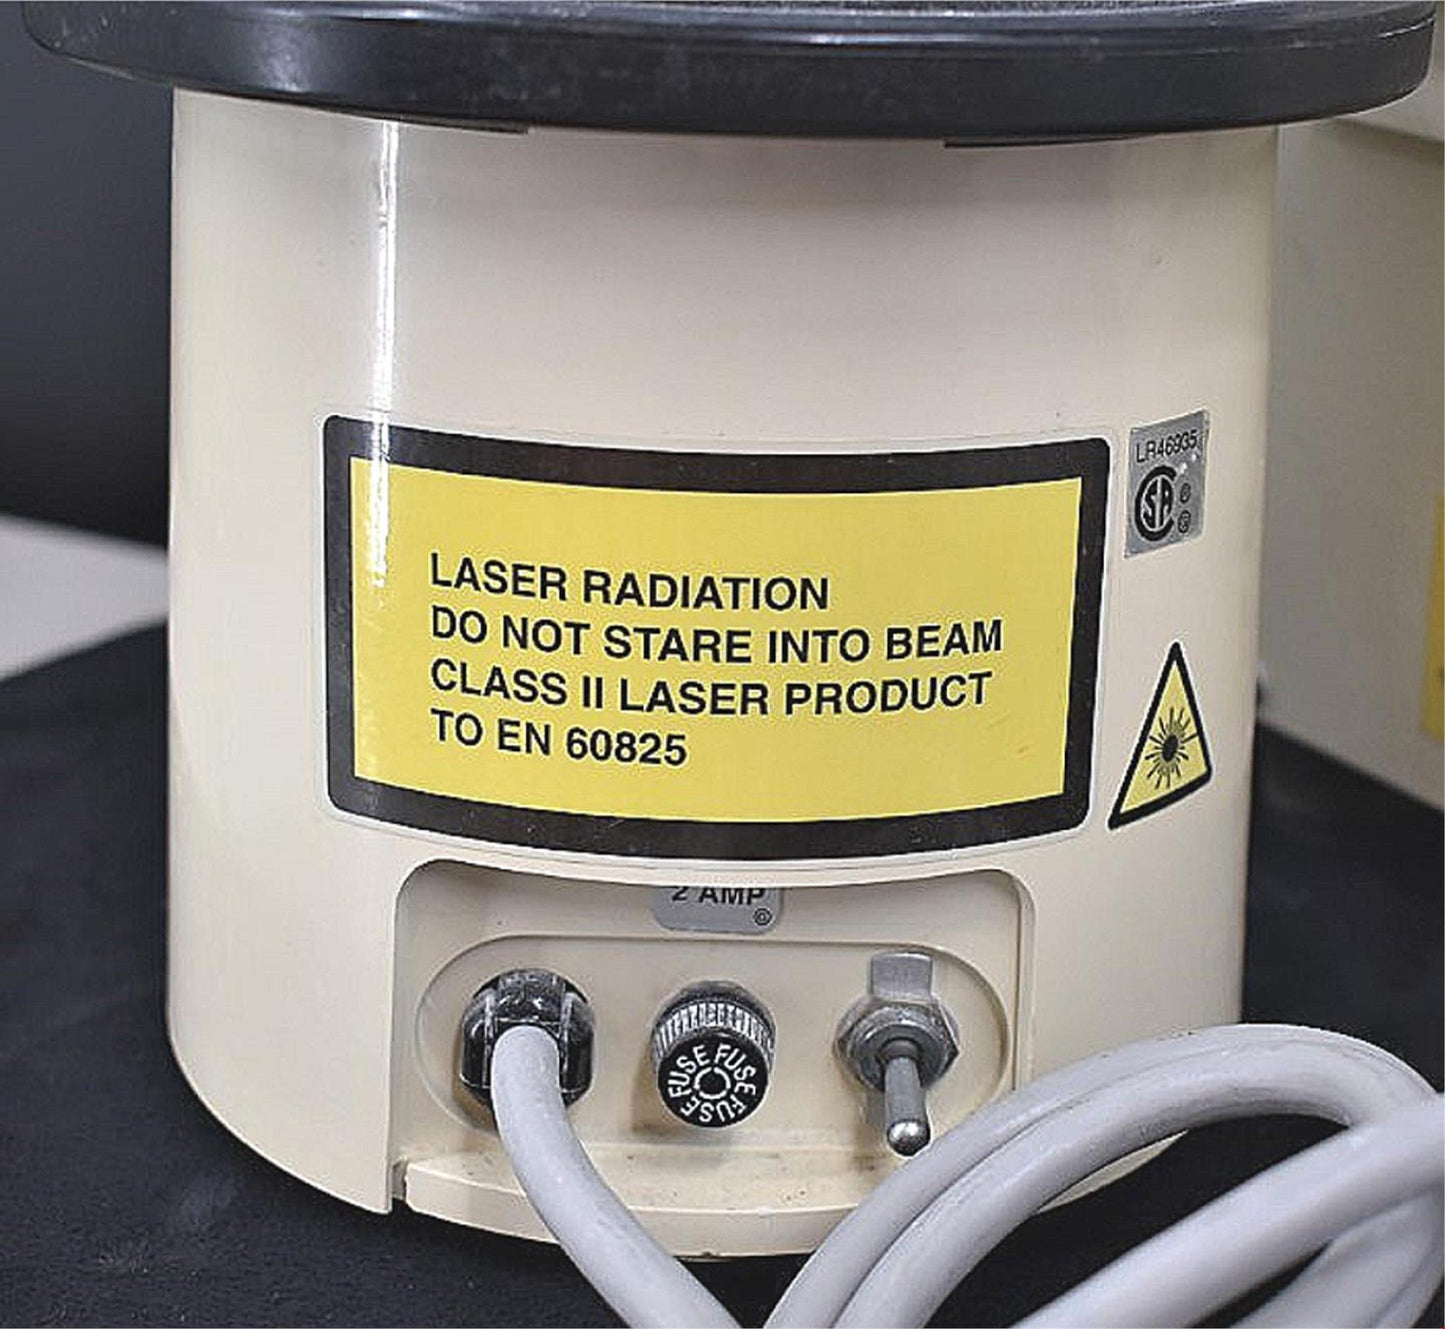 LR46935
LASER RADIATION
DO NOT STARE INTO BEAM
CLASS II LASER PRODUCT
TO EN 60825
2 AMP
FUSE FUSE FUSE FUSE